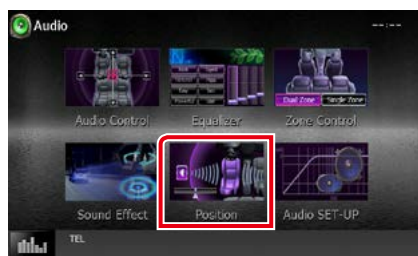 Audio
--:--
Audio Control
Equalizer
Zone Control
Dual Zone Single Zone
Sound Effect
Position
Audio SET-UP
TEL